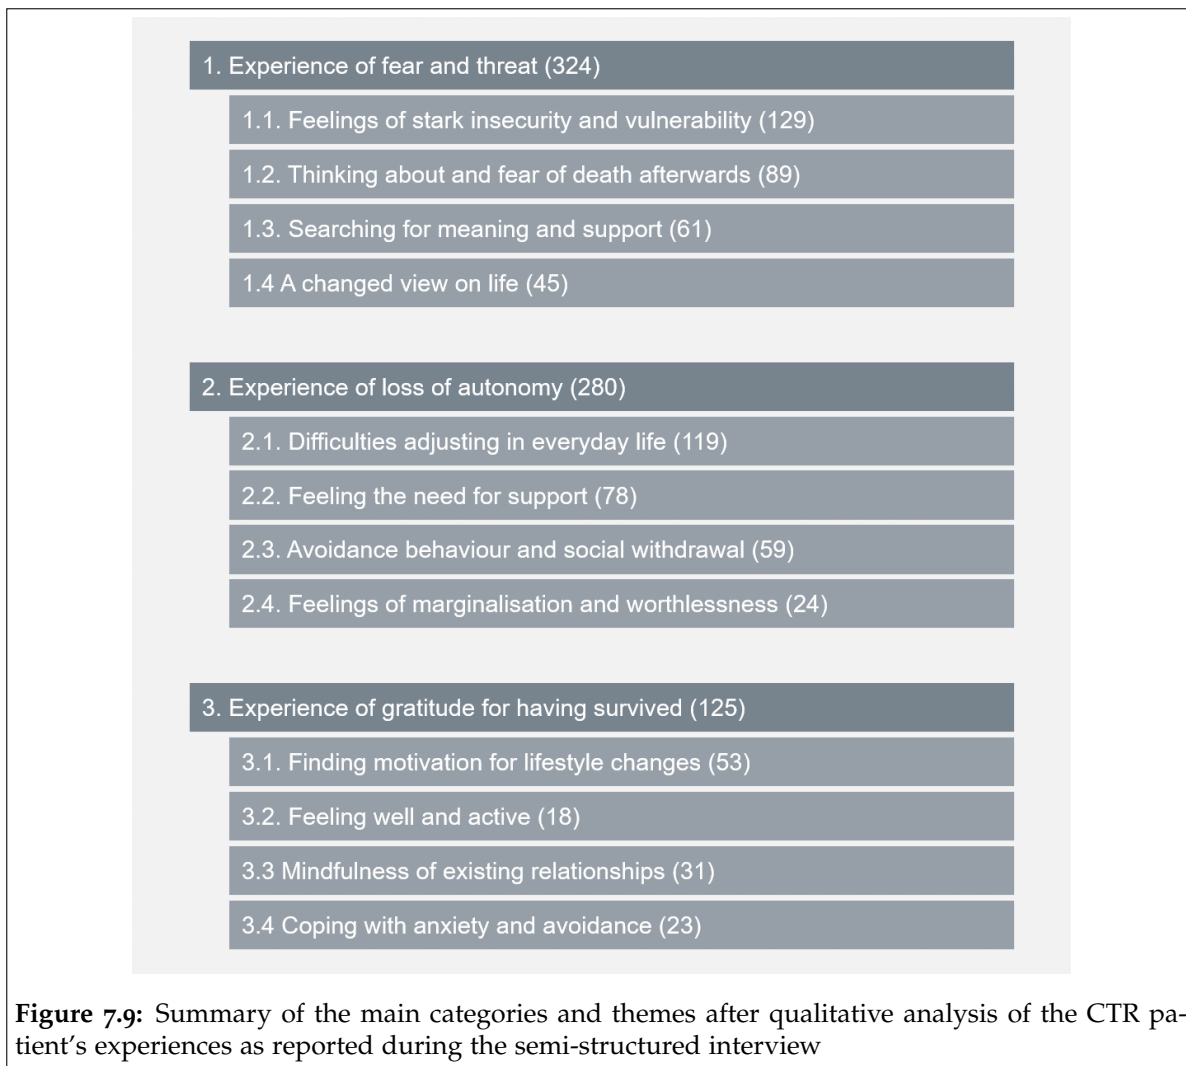 1. Experience of fear and threat (324)
1.1. Feelings of stark insecurity and vulnerability (129)
1.2. Thinking about and fear of death afterwards (89)
1.3. Searching for meaning and support (61)
1.4 A changed view on life (45)
2. Experience of loss of autonomy (280)
2.1. Difficulties adjusting in everyday life (119)
2.2. Feeling the need for support (78)
2.3. Avoidance behaviour and social withdrawal (59)
2.4. Feelings of marginalisation and worthlessness (24)
3. Experience of gratitude for having survived (125)
3.1. Finding motivation for lifestyle changes (53)
3.2. Feeling well and active (18)
3.3 Mindfulness of existing relationships (31)
3.4 Coping with anxiety and avoidance (23)
Figure 7.9: Summary of the main categories and themes after qualitative analysis of the CTR pa-
tient's experiences as reported during the semi-structured interview